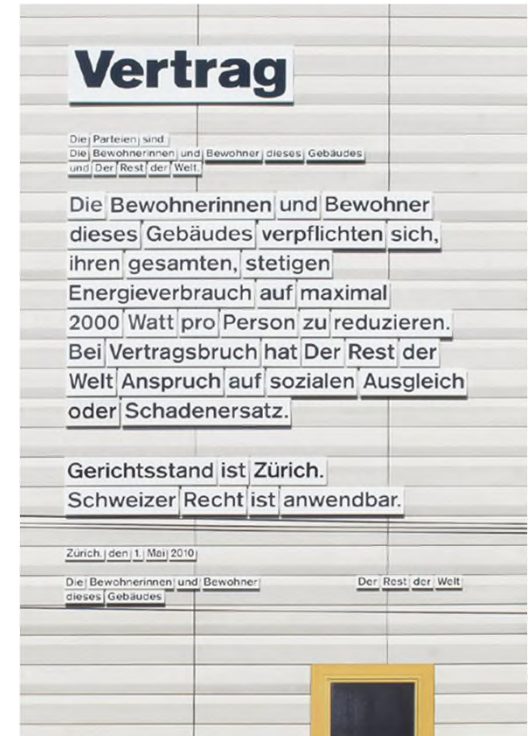 Vertrag
Die Parteien sind
Die Bewohnerinnen und Bewohner dieses Gebäudes
und Der Rest der Welt.
Die Bewohnerinnen und Bewohner
dieses Gebäudes verpflichten sich,
ihren gesamten, stetigen
Energieverbrauch auf maximal
2000 Watt pro Person zu reduzieren.
Bei Vertragsbruch hat Der Rest der
Welt Anspruch auf sozialen Ausgleich
oder Schadenersatz.
Gerichtsstand ist Zürich.
Schweizer Recht ist anwendbar.
Zürich, den 1. Mai 2010
Die Bewohnerinnen und Bewohner
dieses Gebäudes
Der Rest der Welt